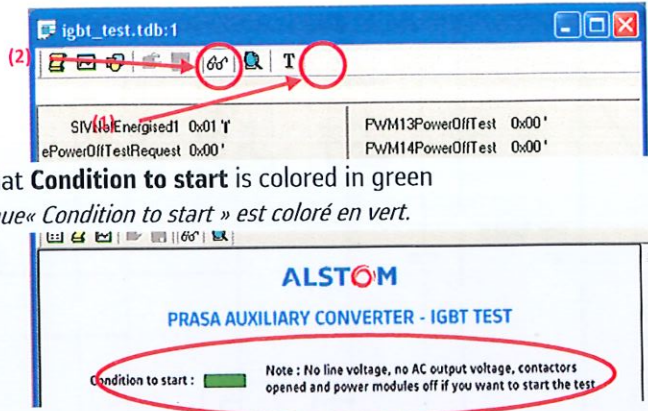 igbt_test.tdb:1
(2)
T
(1)
SIVNotEnergised1 0x01 '
PWM13PowerOffTest 0x00 '
ePowerOffTestRequest 0x00 '
PWM14PowerOffTest 0x00 '
at Condition to start is colored in green
ue« Condition to start » est coloré en vert.
ALSTOM
PRASA AUXILIARY CONVERTER - IGBT TEST
Condition to start :
Note : No line voltage, no AC output voltage, contactors
opened and power modules off if you want to start the test